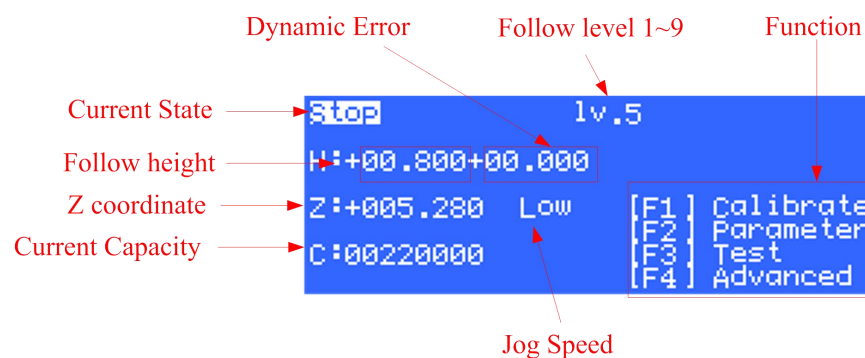 Dynamic Error
Follow level 1~9
Function
Current State
Stop
lv.5
Follow height
H:+00.800+00.000
Z coordinate
Z:+005.280 Low
Current Capacity
C:00220000
[F1] Calibrate
[F2] Parameter
[F3] Test
[F4] Advanced
Jog Speed